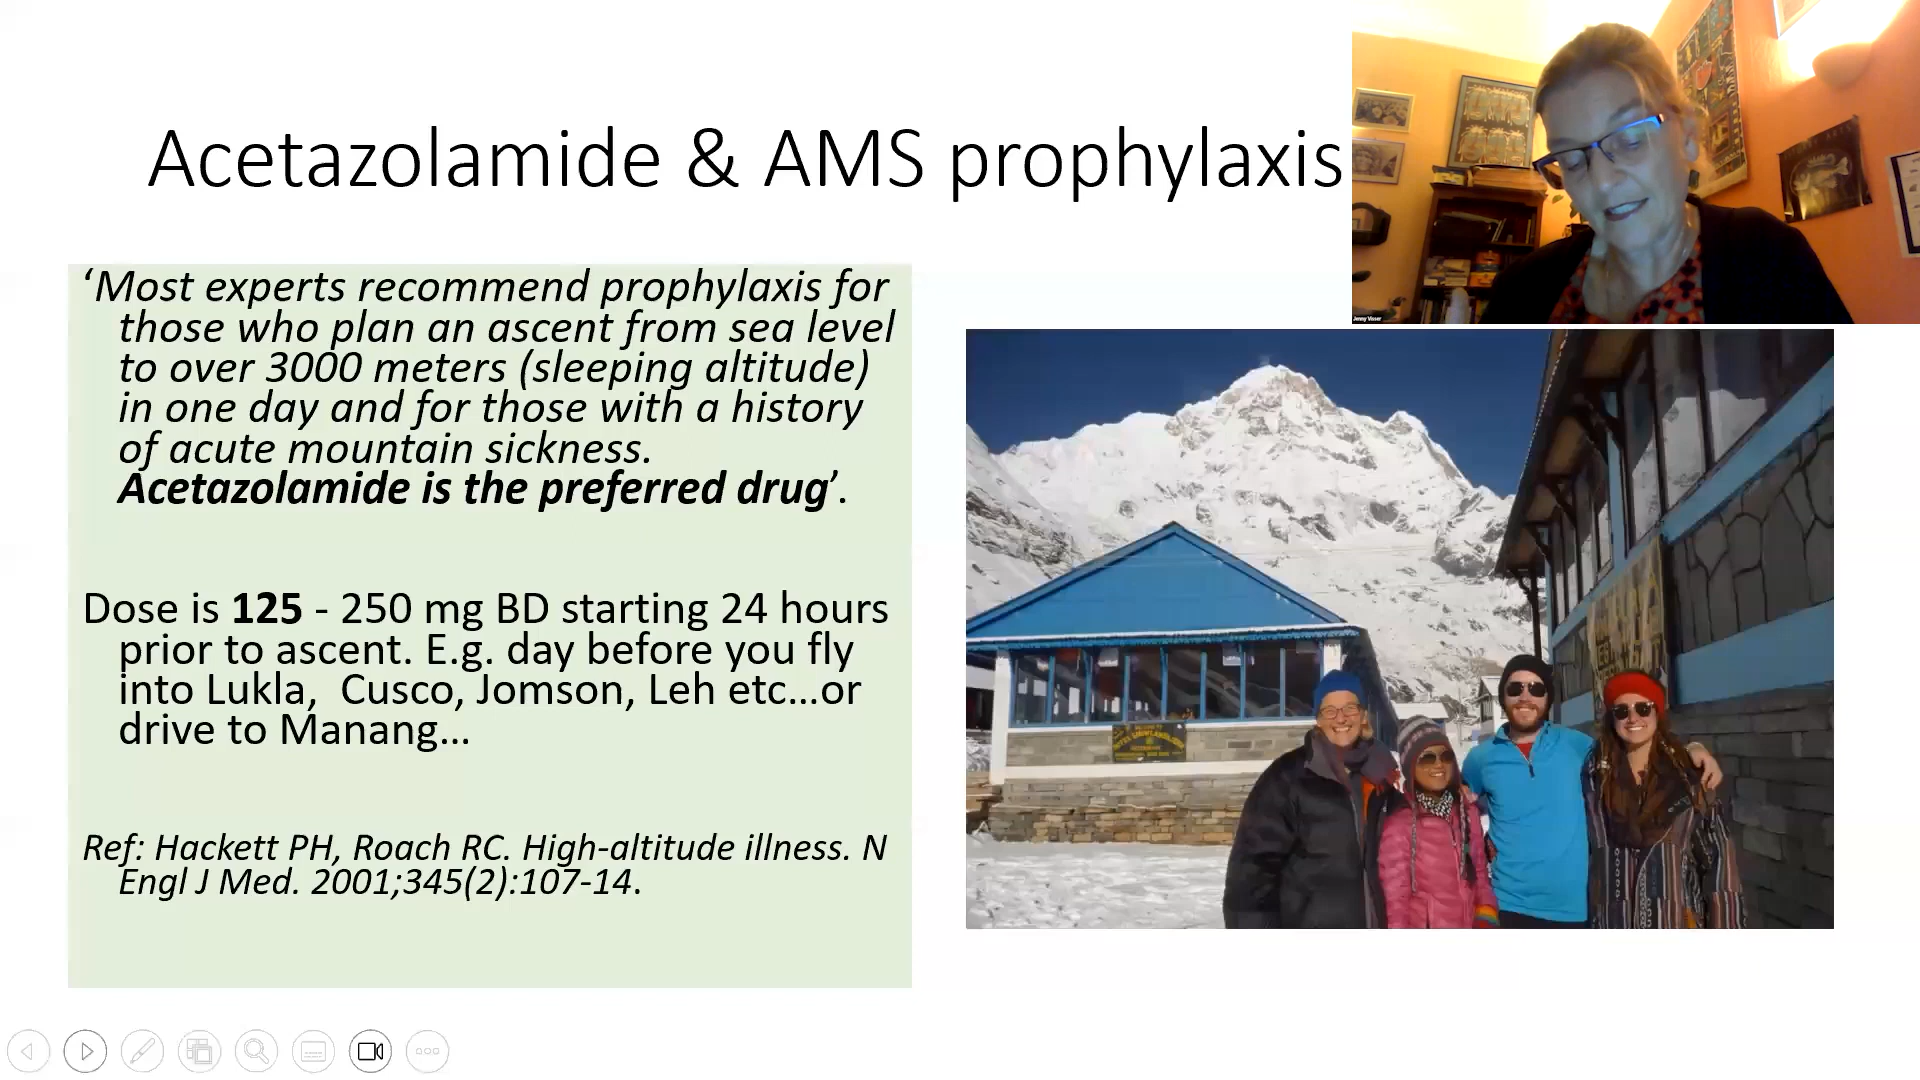 Acetazolamide & AMS prophylaxis
‘Most experts recommend prophylaxis for
those who plan an ascent from sea level
to over 3000 meters (sleeping altitude)
in one day and for those with a history
of acute mountain sickness.
Acetazolamide is the preferred drug’.
Dose is 125 - 250 mg BD starting 24 hours
prior to ascent. E.g. day before you fly
into Lukla,  Cusco, Jomson, Leh etc...or
drive to Manang...
Ref: Hackett PH, Roach RC. High-altitude illness. N
Engl J Med. 2001;345(2):107-14.
Jenny Visser